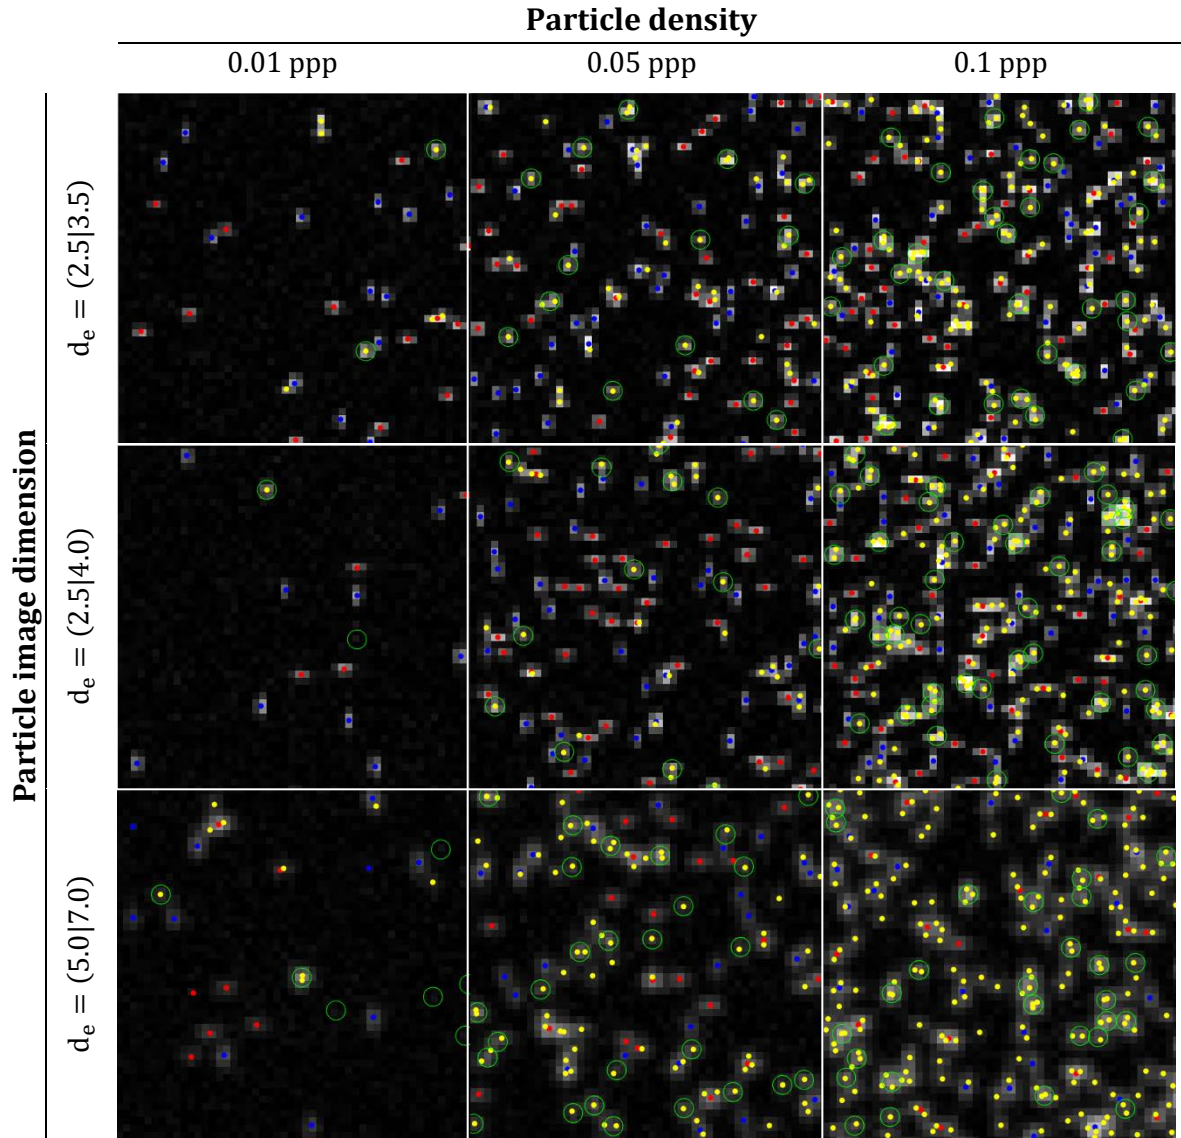 Particle density
0.01 ppp
0.05 ppp
0.1 ppp
Particle image dimension
dₑ = (2.5|3.5)
dₑ = (2.5|4.0)
dₑ = (5.0|7.0)